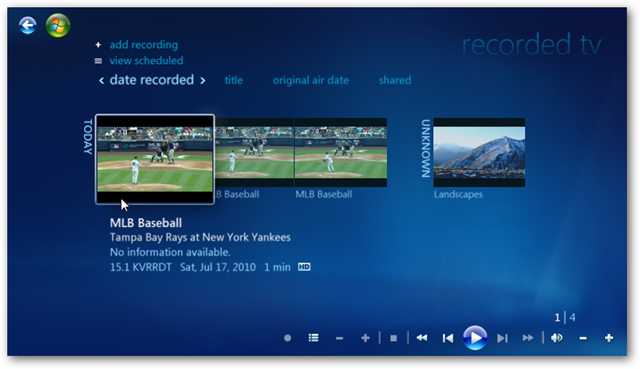 recorded tv
+ add recording
view scheduled
< date recorded > title original air date shared
TODAY
UNKNOWN
B Baseball
MLB Baseball
Landscapes
MLB Baseball
Tampa Bay Rays at New York Yankees
No information available.
15.1 KVRRDT Sat, Jul 17, 2010 1 min HD
1 | 4